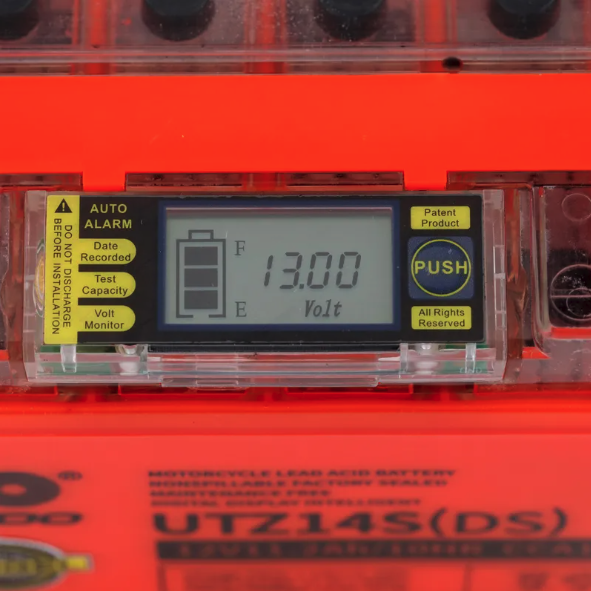 DO NOT DISCHARGE
BEFORE INSTALLATION
AUTO
ALARM
Date
Recorded
Test
Capacity
Volt
Monitor
F
E
13.00
Volt
Patent
Product
PUSH
All Rights
Reserved
MOTORCYCLE LEAD ACID BATTERY
NONSPILLABLE FACTORY SEALED
MAINTENANCE FREE
DIGITAL DISPLAY INTELLIGENT
UTZ14S(DS)